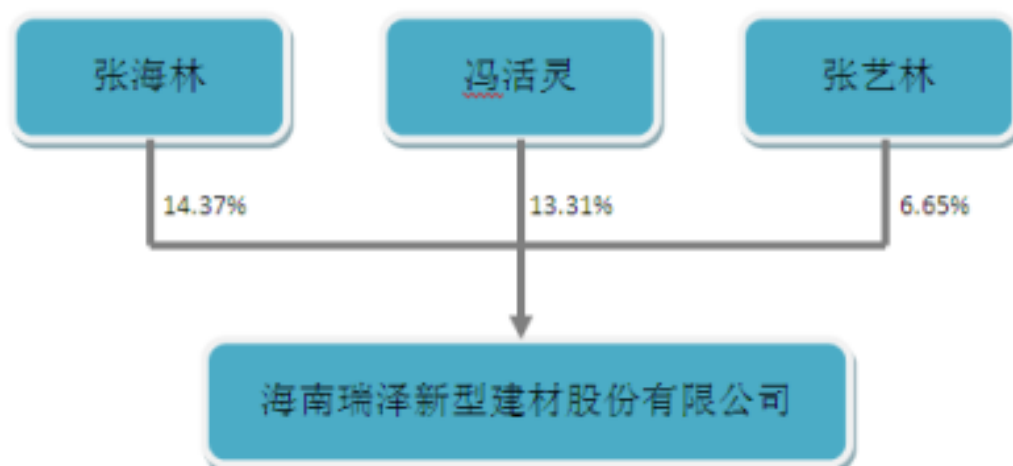 张海林
冯活灵
张艺林
14.37%
13.31%
6.65%
海南瑞泽新型建材股份有限公司